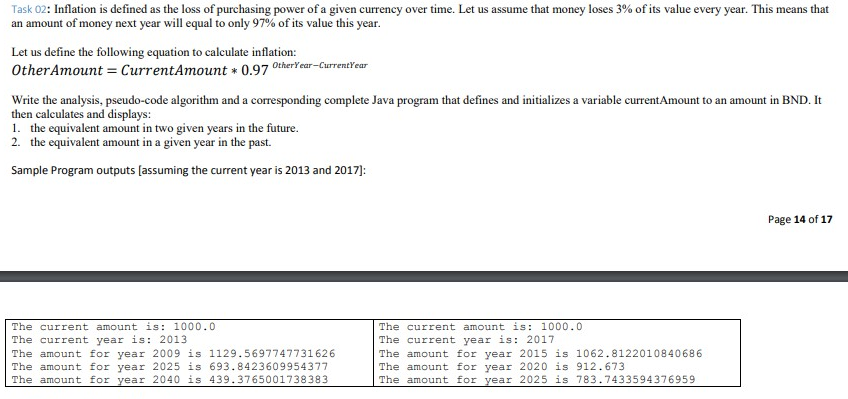 Task 02: Inflation is defined as the loss of purchasing power of a given currency over time. Let us assume that money loses 3% of its value every year. This means that
an amount of money next year will equal to only 97% of its value this year.
Let us define the following equation to calculate inflation:
OtherAmount = CurrentAmount * 0.97 OtherYear−CurrentYear
Write the analysis, pseudo-code algorithm and a corresponding complete Java program that defines and initializes a variable currentAmount to an amount in BND. It
then calculates and displays:
1. the equivalent amount in two given years in the future.
2. the equivalent amount in a given year in the past.
Sample Program outputs [assuming the current year is 2013 and 2017]:
Page 14 of 17
The current amount is: 1000.0
The current year is: 2013
The amount for year 2009 is 1129.5697747731626
The amount for year 2025 is 693.8423609954377
The amount for year 2040 is 439.3765001738383
The current amount is: 1000.0
The current year is: 2017
The amount for year 2015 is 1062.8122010840686
The amount for year 2020 is 912.673
The amount for year 2025 is 783.7433594376959